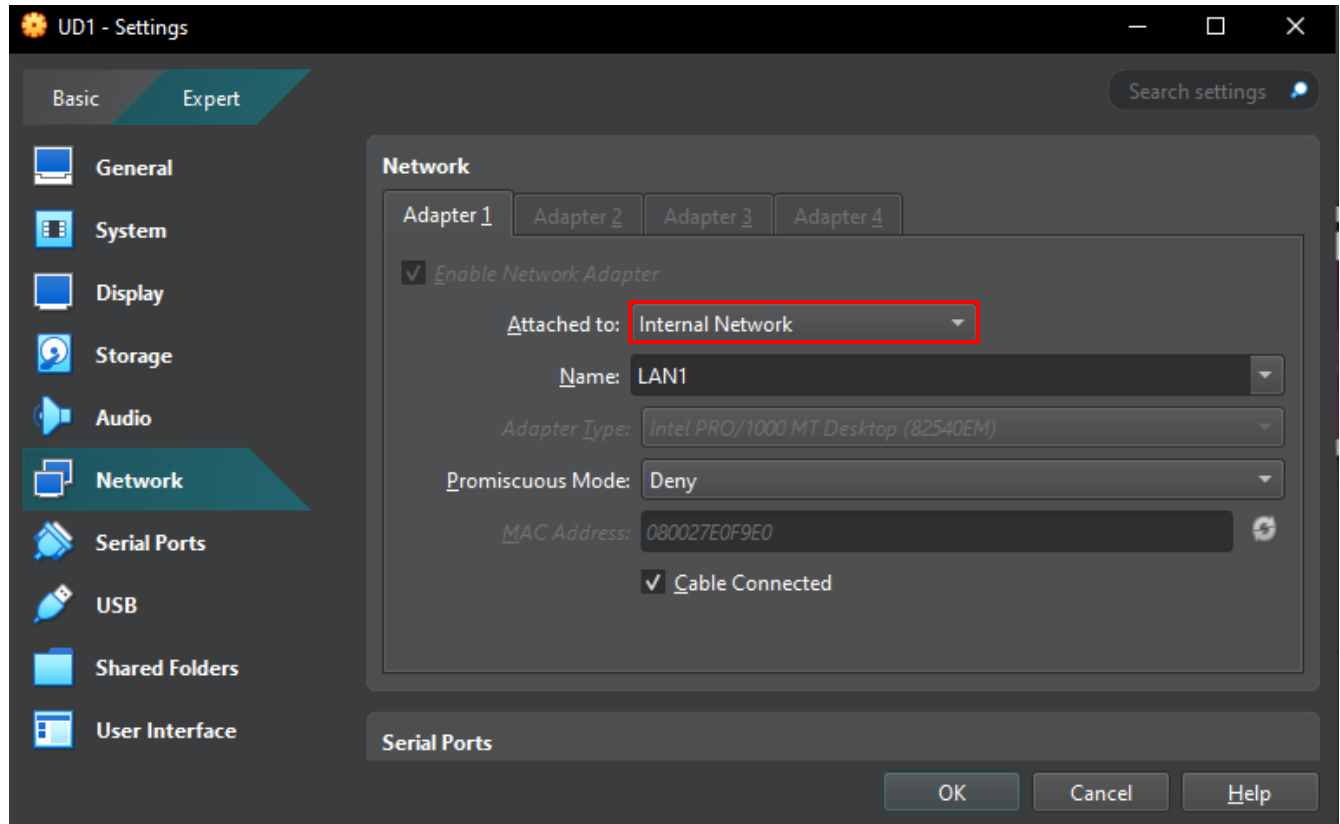 UD1 - Settings
Basic
Expert
Search settings
General
System
Display
Storage
Audio
Network
Serial Ports
USB
Shared Folders
User Interface
Network
Adapter 1
Adapter 2
Adapter 3
Adapter 4
Enable Network Adapter
Attached to: Internal Network
Name: LAN1
Adapter Type: Intel PRO/1000 MT Desktop (82540EM)
Promiscuous Mode: Deny
MAC Address: 080027E0F9E0
Cable Connected
Serial Ports
OK
Cancel
Help